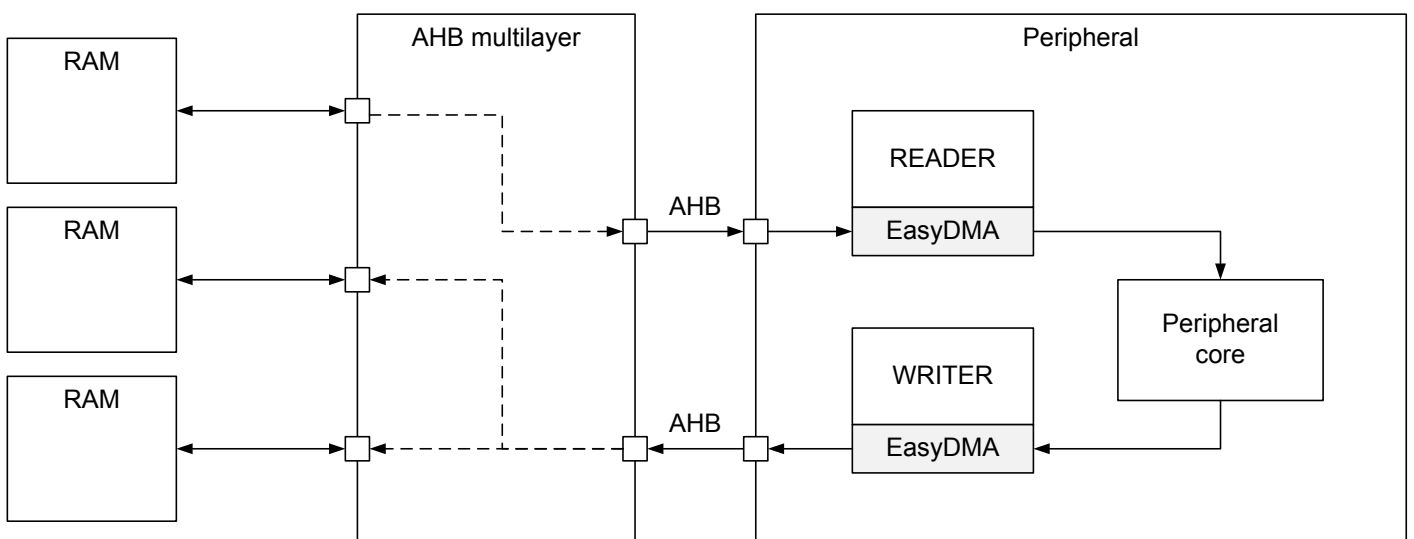 AHB multilayer
Peripheral
RAM
READER
AHB
EasyDMA
RAM
Peripheral
core
WRITER
RAM
AHB
EasyDMA